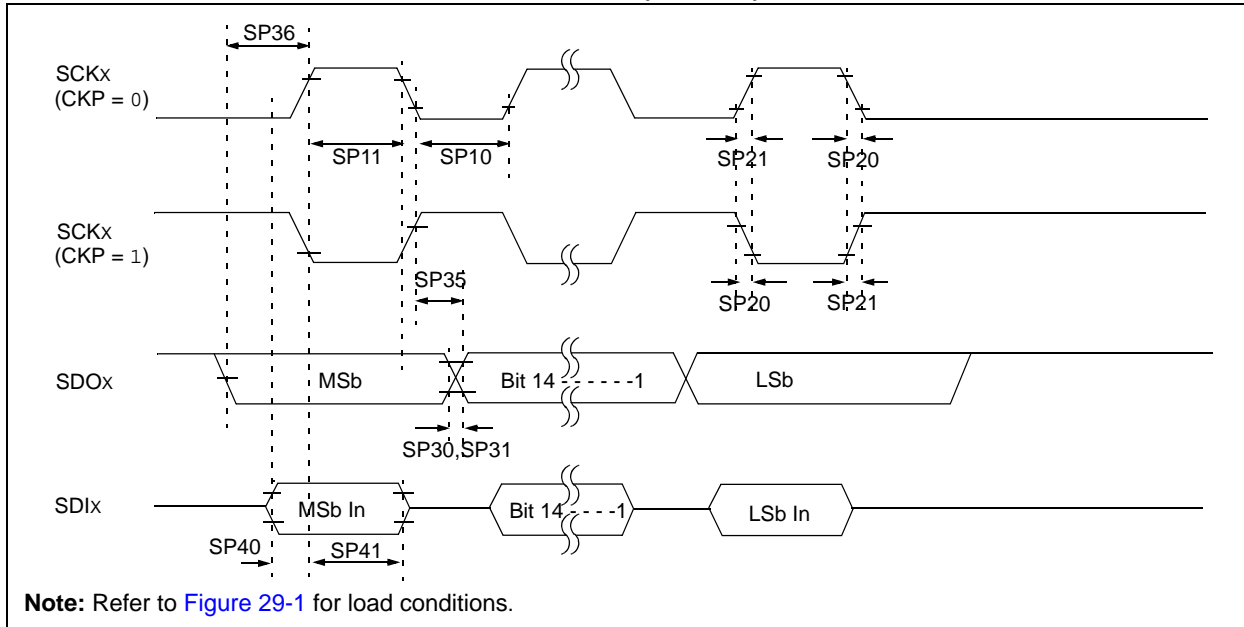 SP36
SCKx
(CKP = 0)
SP11
SP10
SP21
SP20
SCKx
(CKP = 1)
SP35
SP20
SP21
SDOx
MSb
Bit 14 - - - - - -1
LSb
SP30,SP31
SDIx
MSb In
Bit 14 - - - -1
LSb In
SP40
SP41
Note: Refer to Figure 29-1 for load conditions.